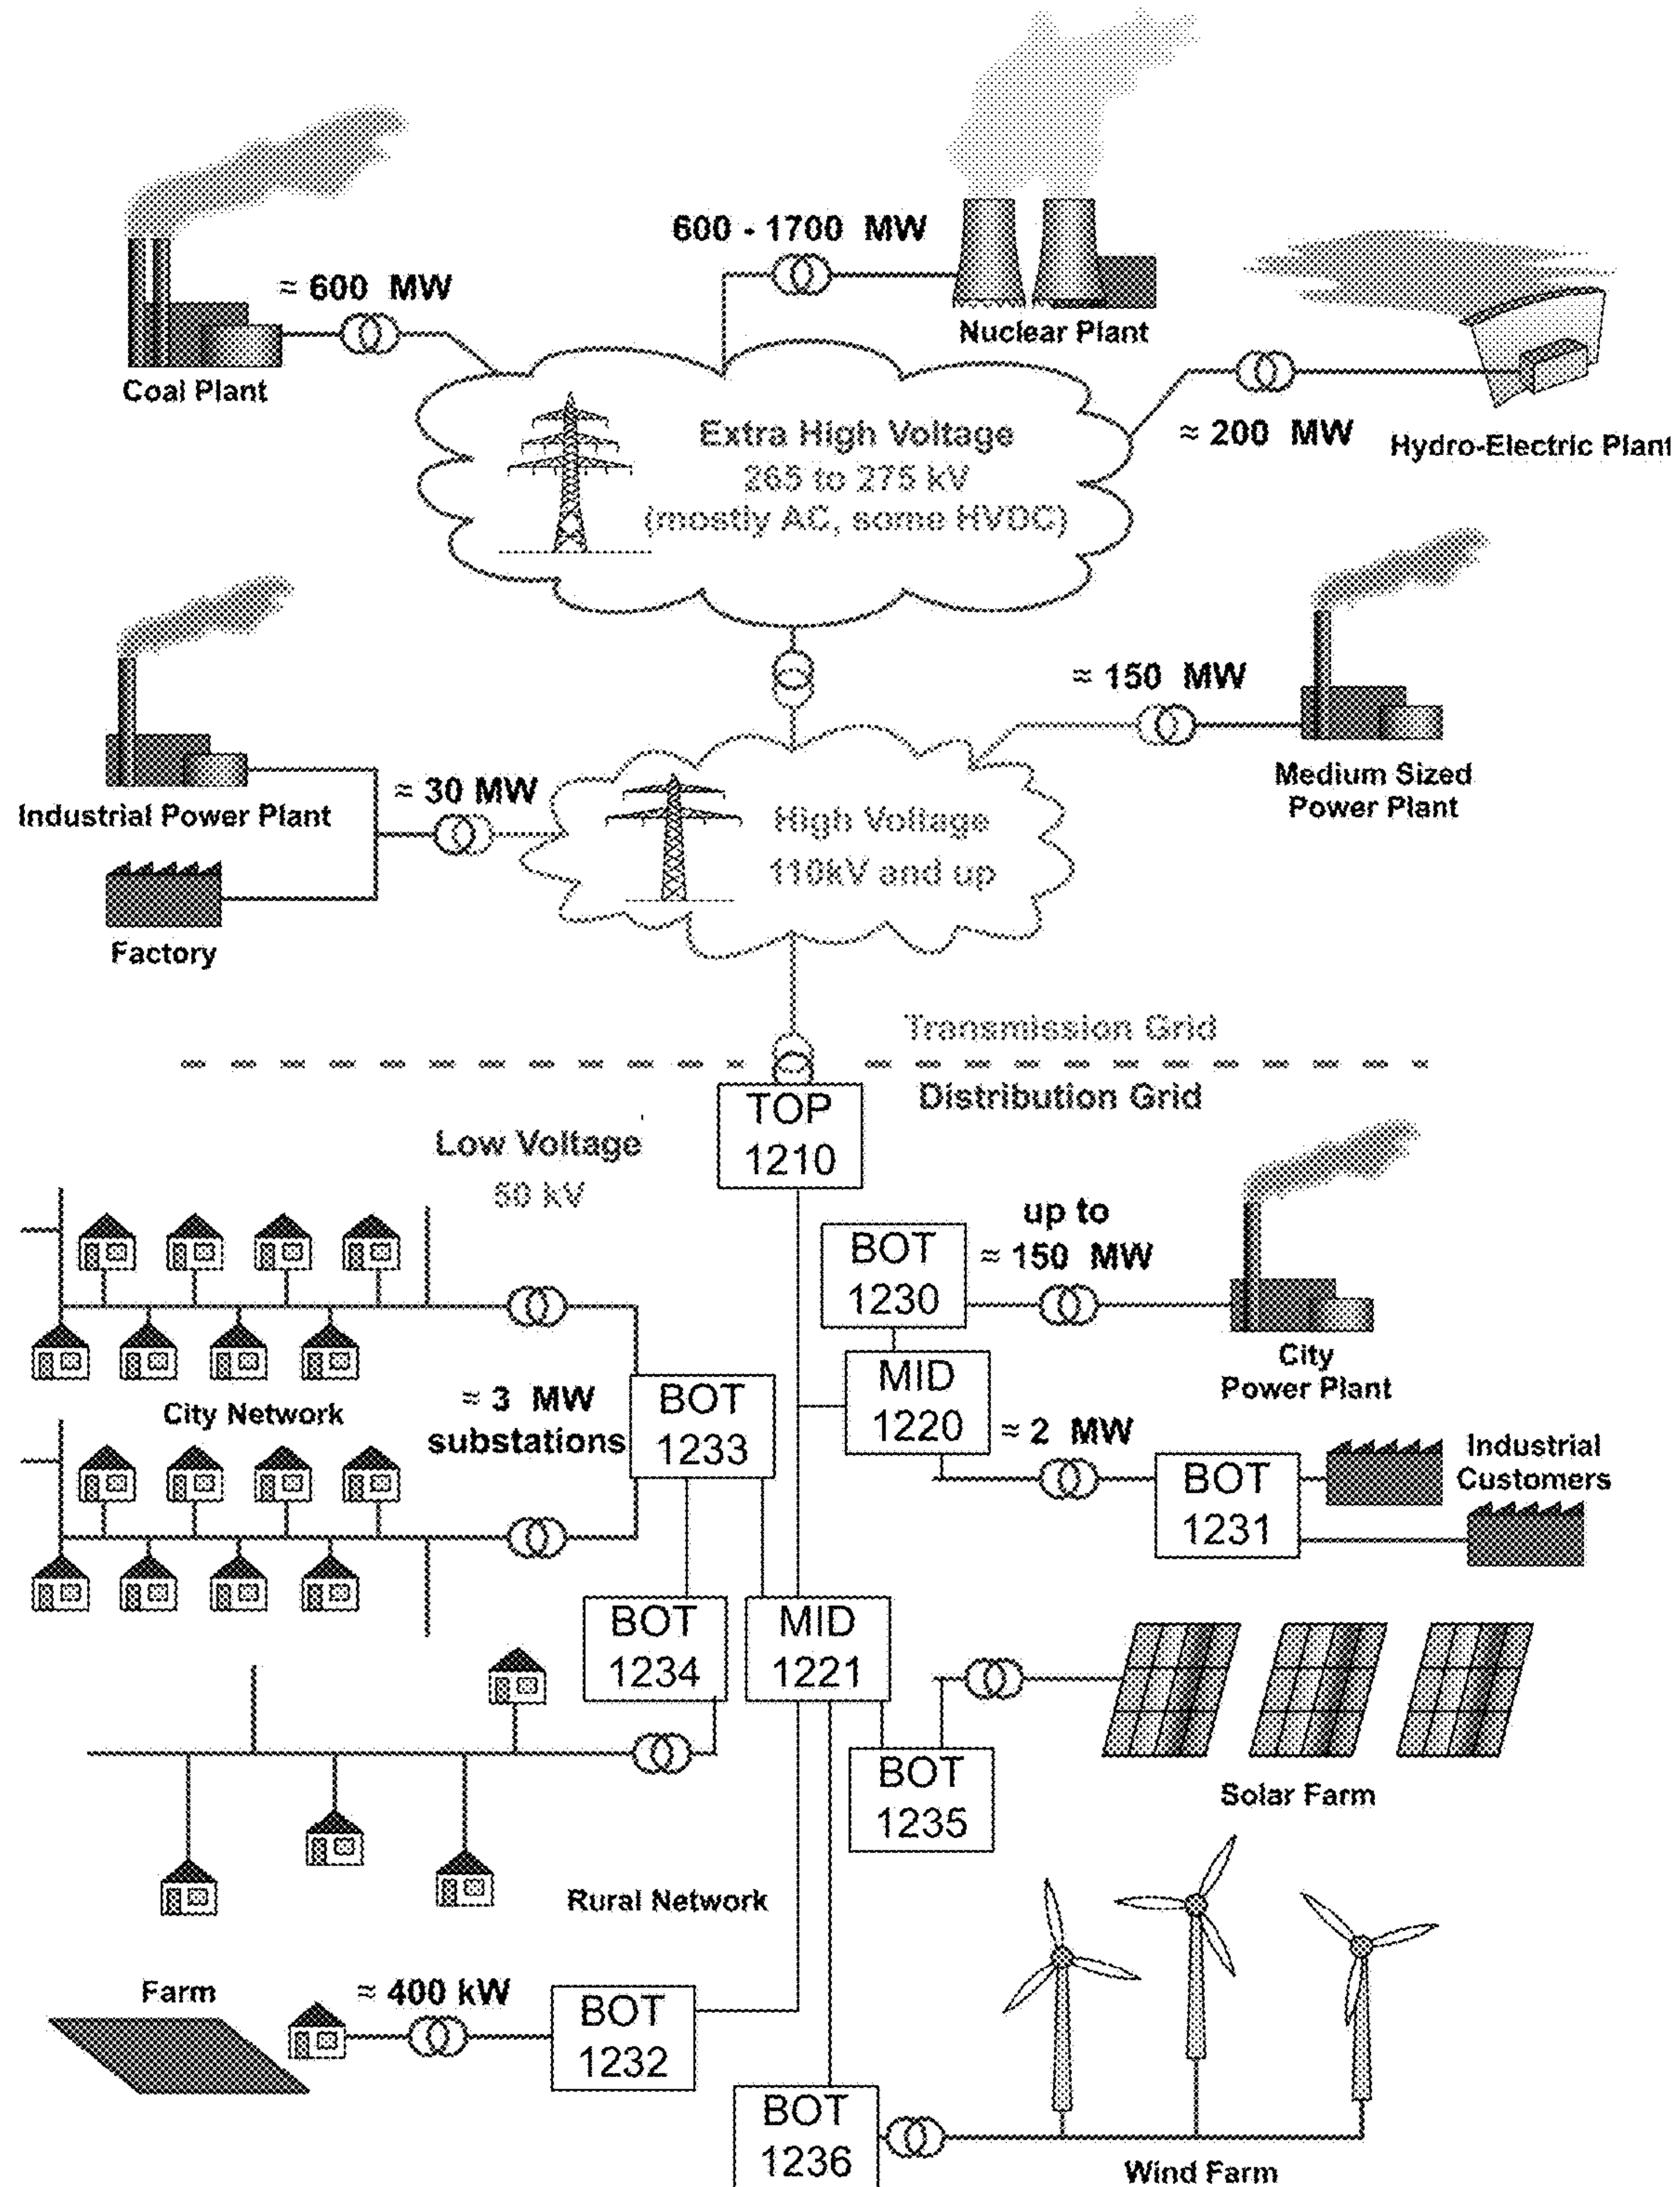 600 - 1700 MW
≈ 600 MW
Nuclear Plant
Coal Plant
Extra High Voltage
265 to 275 kV
(mostly AC, some HVDC)
≈ 200 MW
Hydro-Electric Plant
≈ 150 MW
Medium Sized
Power Plant
≈ 30 MW
Industrial Power Plant
High Voltage
110kV and up
Factory
Transmission Grid
Distribution Grid
TOP
1210
Low Voltage
50 kV
up to
≈ 150 MW
BOT
1230
City
Power Plant
MID
1220
≈ 2 MW
Industrial
Customers
BOT
1231
City Network
≈ 3 MW
substations
BOT
1233
BOT
1234
MID
1221
BOT
1235
Solar Farm
Rural Network
Farm
≈ 400 kW
BOT
1232
BOT
1236
Wind Farm